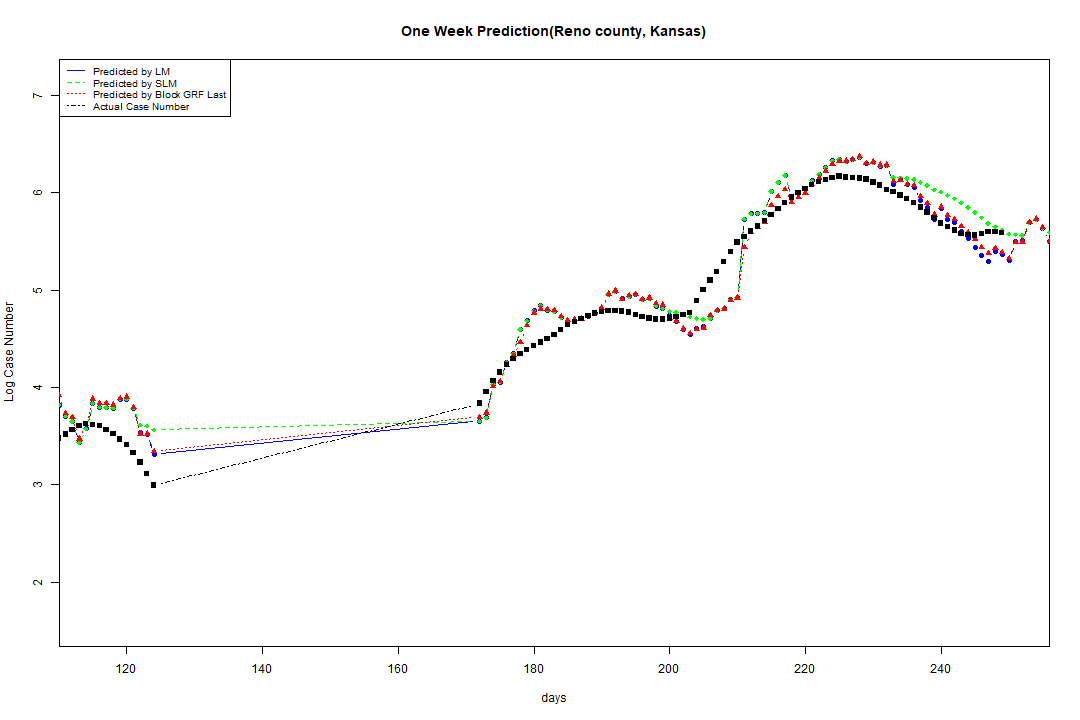 One Week Prediction(Reno county, Kansas)
Predicted by LM
Predicted by SLM
Predicted by Block GRF Last
Actual Case Number
7
6
5
4
3
2
Log Case Number
120 140 160 180 200 220 240
days